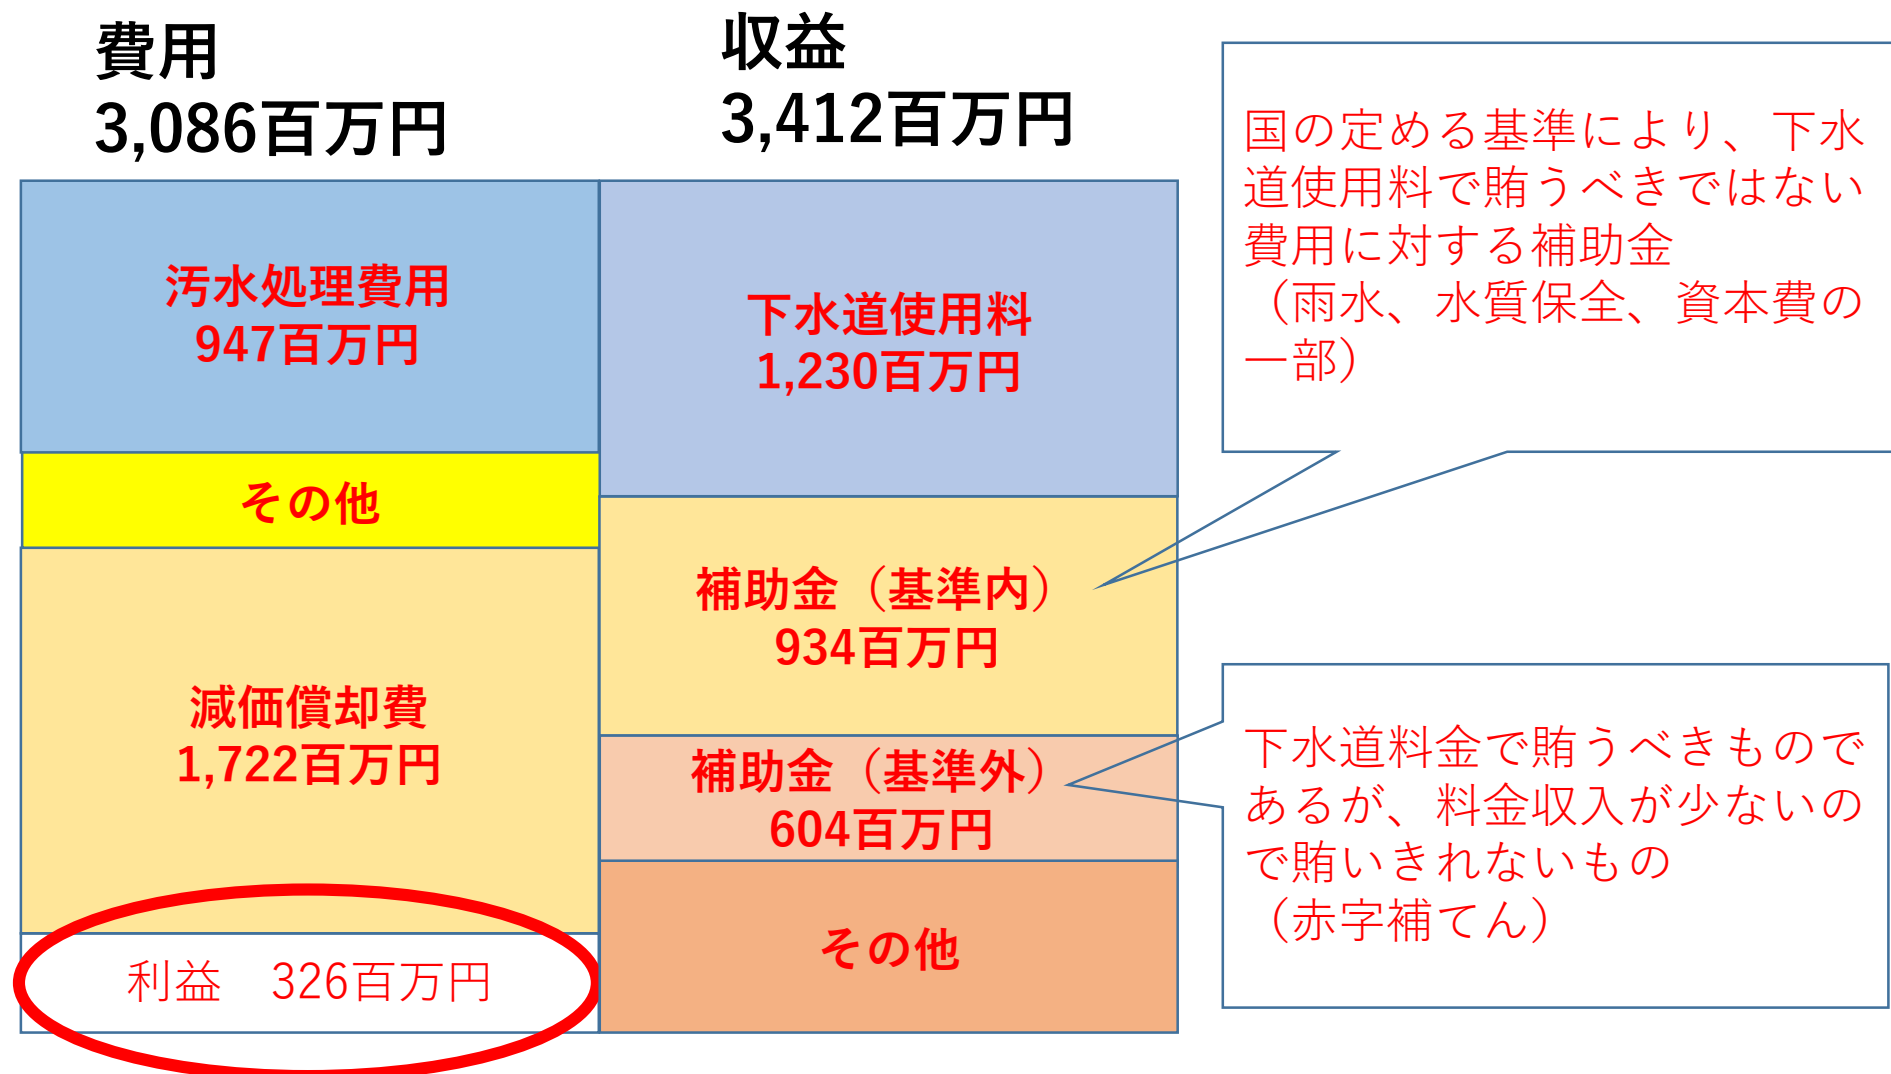 費用
3,086百万円
収益
3,412百万円
汚水処理費用
947百万円
その他
減価償却費
1,722百万円
利益　326百万円
下水道使用料
1,230百万円
補助金（基準内）
934百万円
補助金（基準外）
604百万円
その他
国の定める基準により、下水
道使用料で賄うべきではない
費用に対する補助金
（雨水、水質保全、資本費の
一部）
下水道料金で賄うべきもので
あるが、料金収入が少ないの
で賄いきれないもの
（赤字補てん）